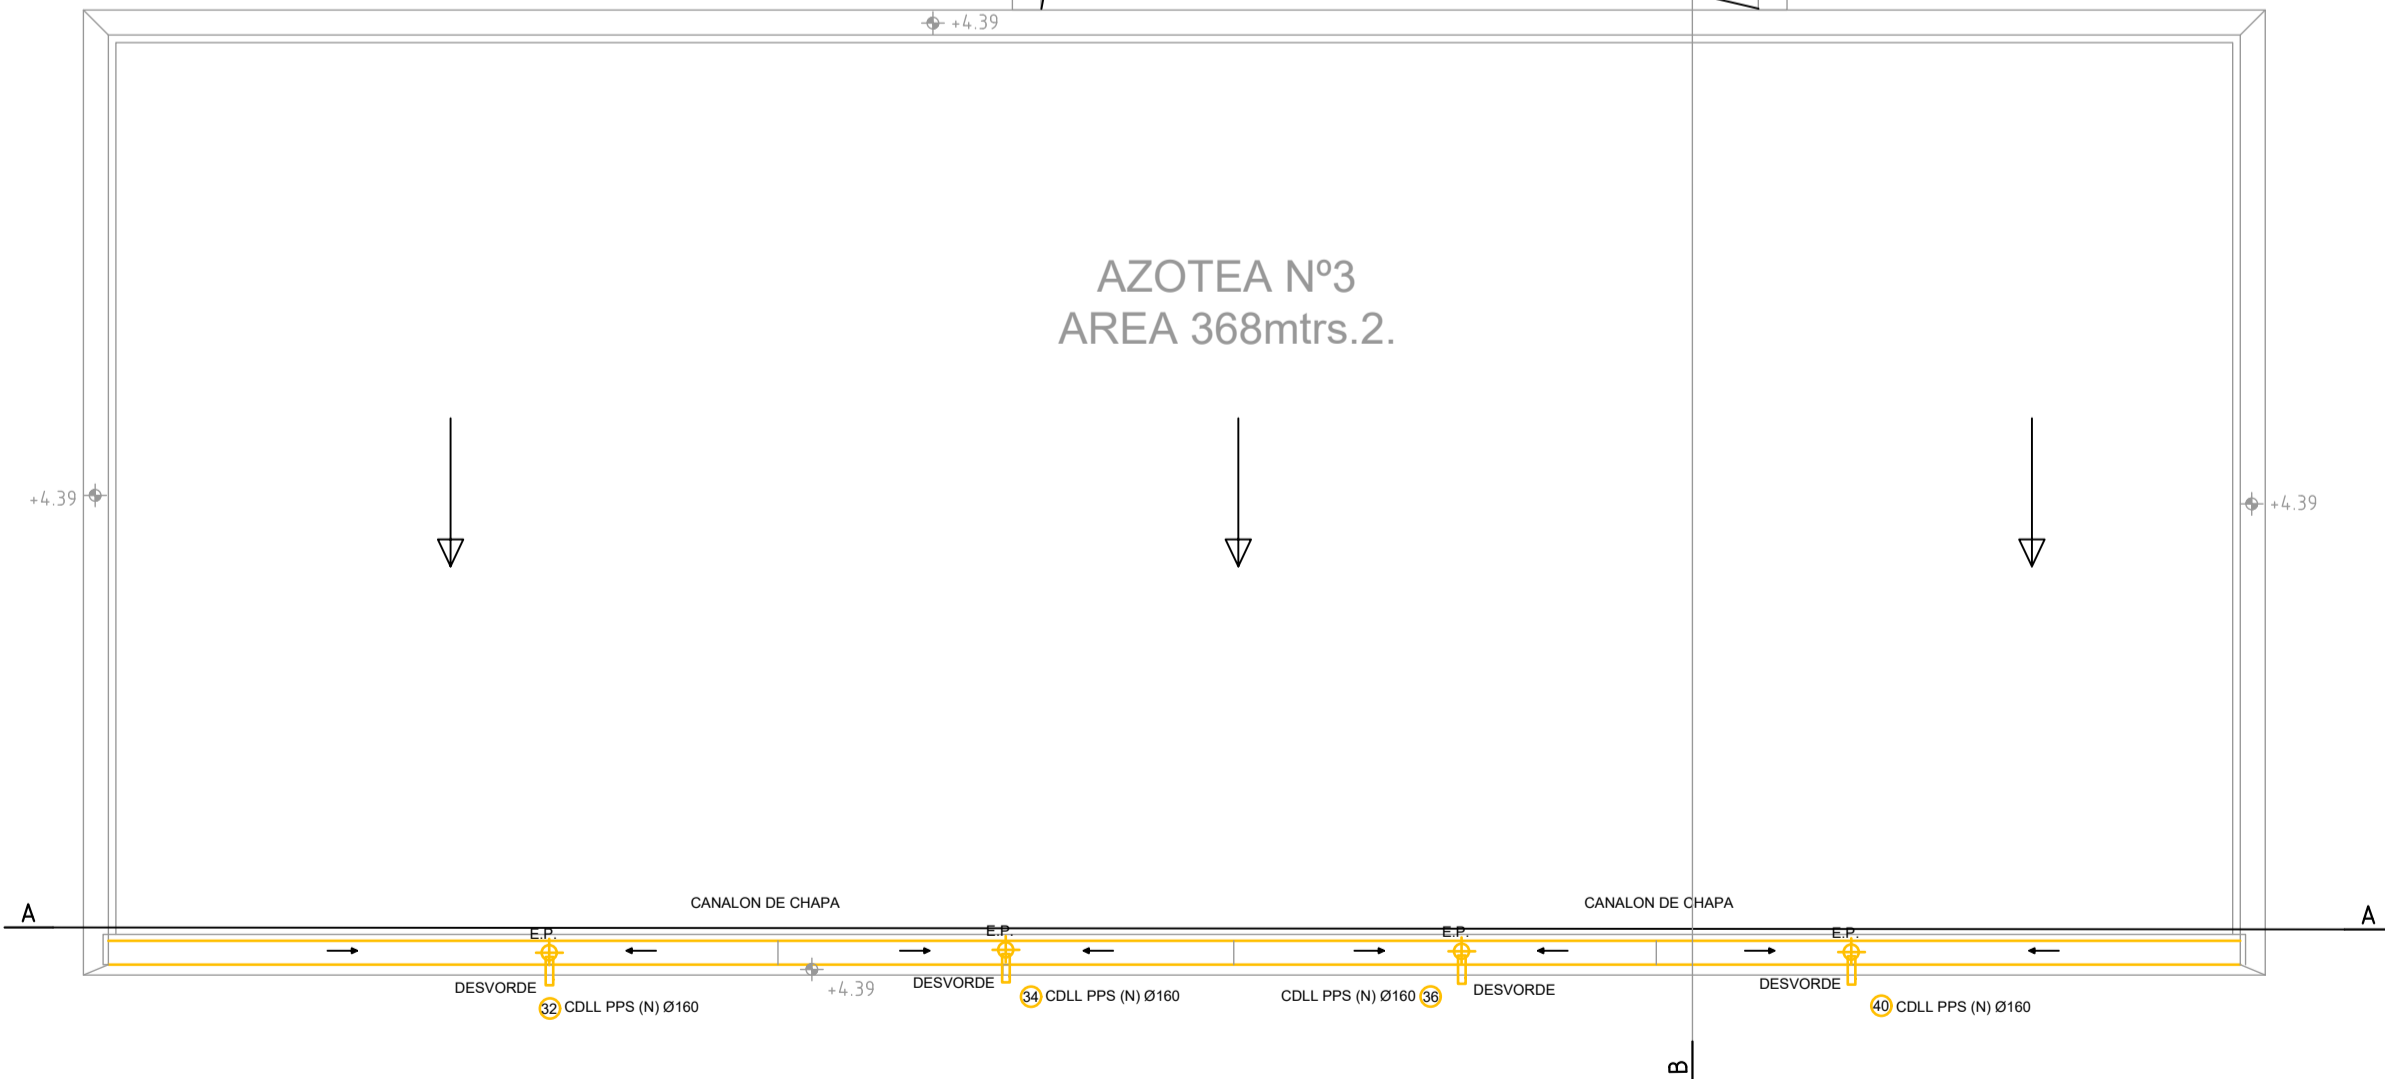 +4.39
AZOTEA Nº3
AREA 368mtrs.2.
+4.39
+4.39
CANALON DE CHAPA
CANALON DE CHAPA
A
A
E.P.
E.P.
E.P.
E.P.
DESVORDE
+4.39
DESVORDE
DESVORDE
DESVORDE
32 CDLL PPS (N) Ø160
34 CDLL PPS (N) Ø160
CDLL PPS (N) Ø160 36
40 CDLL PPS (N) Ø160
B